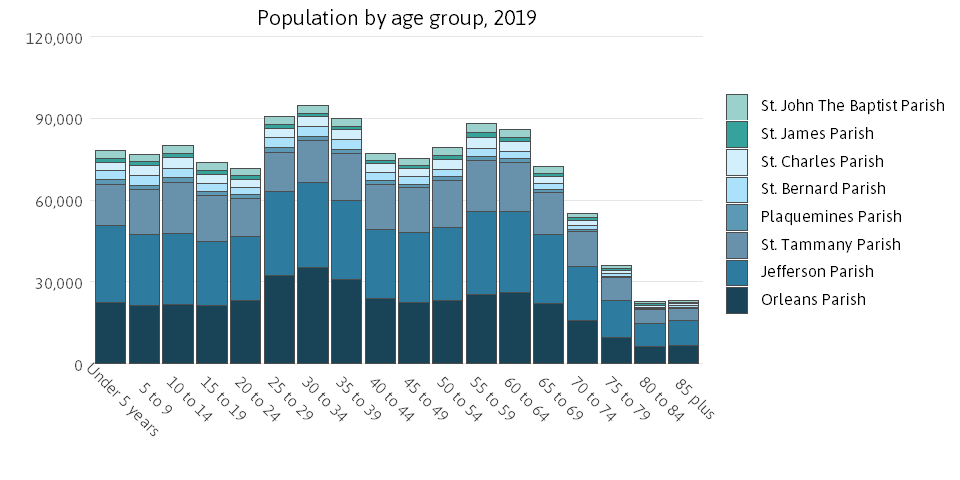 Population by age group, 2019
120,000
90,000
60,000
30,000
0
Under 5 years
5 to 9
10 to 14
15 to 19
20 to 24
25 to 29
30 to 34
35 to 39
40 to 44
45 to 49
50 to 54
55 to 59
60 to 64
65 to 69
70 to 74
75 to 79
80 to 84
85 plus
St. John The Baptist Parish
St. James Parish
St. Charles Parish
St. Bernard Parish
Plaquemines Parish
St. Tammany Parish
Jefferson Parish
Orleans Parish